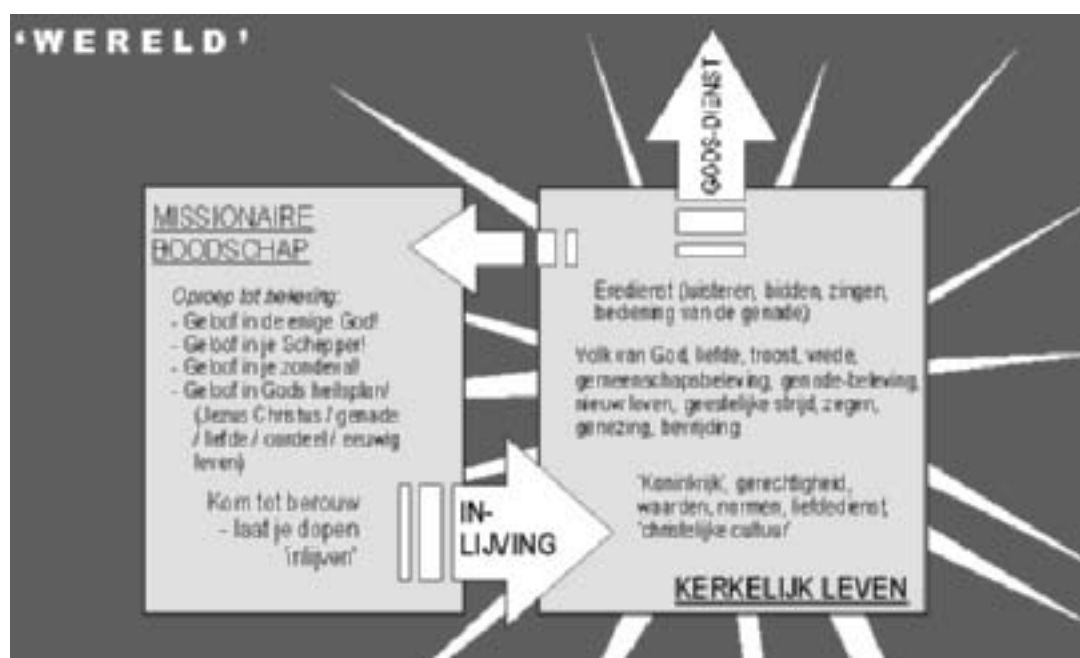 'WERELD'
GODS-DIENST
MISSIONAIRE
BOODSCHAP
Oproep tot bekering:
- Geloof in de enige God!
- Geloof in je Schepper!
- Geloof in je zondeval!
- Geloof in Gods heilsplan!
(Jezus Christus / genade
/ liefde / oordeel / eeuwig
leven)
Kom tot berouw
- laat je dopen
'inlijven'
IN-
LIJVING
Eredienst (luisteren, bidden, zingen,
bediening van de genade)
Volk van God, liefde, troost, vrede,
gemeenschapsbeleving, genade-beleving,
nieuw leven, geestelijke strijd, zegen,
genezing, bevrijding
'Koninkrijk', gerechtigheid,
waarden, normen, liefdedienst,
'christelijke cultuur'
KERKELIJK LEVEN